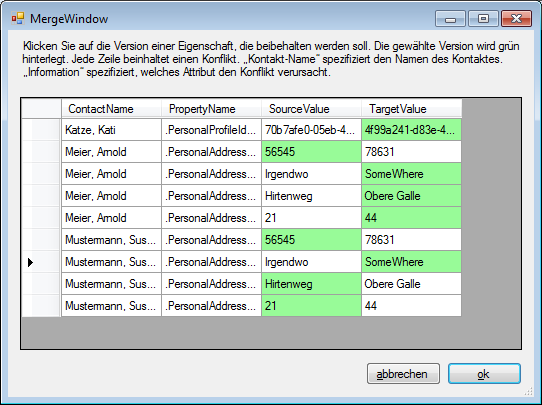 MergeWindow
Klicken Sie auf die Version einer Eigenschaft, die beibehalten werden soll. Die gewählte Version wird grün
hinterlegt. Jede Zeile beinhaltet einen Konflikt. „Kontakt-Name" spezifiziert den Namen des Kontaktes.
„Information" spezifiziert, welches Attribut den Konflikt verursacht.
ContactName PropertyName SourceValue TargetValue
Katze, Kati .PersonalProfileId... 70b7afe0-05eb-4... 4f99a241-d83e-4...
Meier, Arnold .PersonalAddress... 56545 78631
Meier, Arnold .PersonalAddress... Irgendwo SomeWhere
Meier, Arnold .PersonalAddress... Hirtenweg Obere Galle
Meier, Arnold .PersonalAddress... 21 44
Mustermann, Sus... .PersonalAddress... 56545 78631
Mustermann, Sus... .PersonalAddress... Irgendwo SomeWhere
Mustermann, Sus... .PersonalAddress... Hirtenweg Obere Galle
Mustermann, Sus... .PersonalAddress... 21 44
abbrechen ok